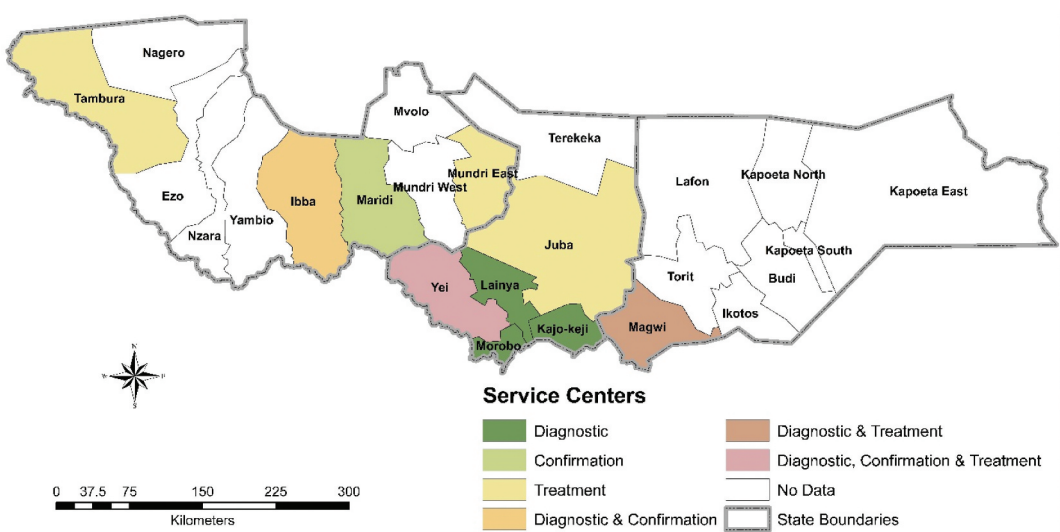 Nagero
Tambura
Mvolo
Terekeka
Mundri East
Kapoeta North
Lafon
Mundri West
Kapoeta East
Ezo
Ibba
Maridi
Yambio
Nzara
Juba
Kapoeta South
Torit
Budi
Yei
Lainya
Ikotos
Kajo-keji
Magwi
Morobo
N
Service Centers
Diagnostic
Confirmation
Treatment
Diagnostic & Confirmation
Diagnostic & Treatment
Diagnostic, Confirmation & Treatment
No Data
State Boundaries
0 37.5 75 150 225 300
Kilometers